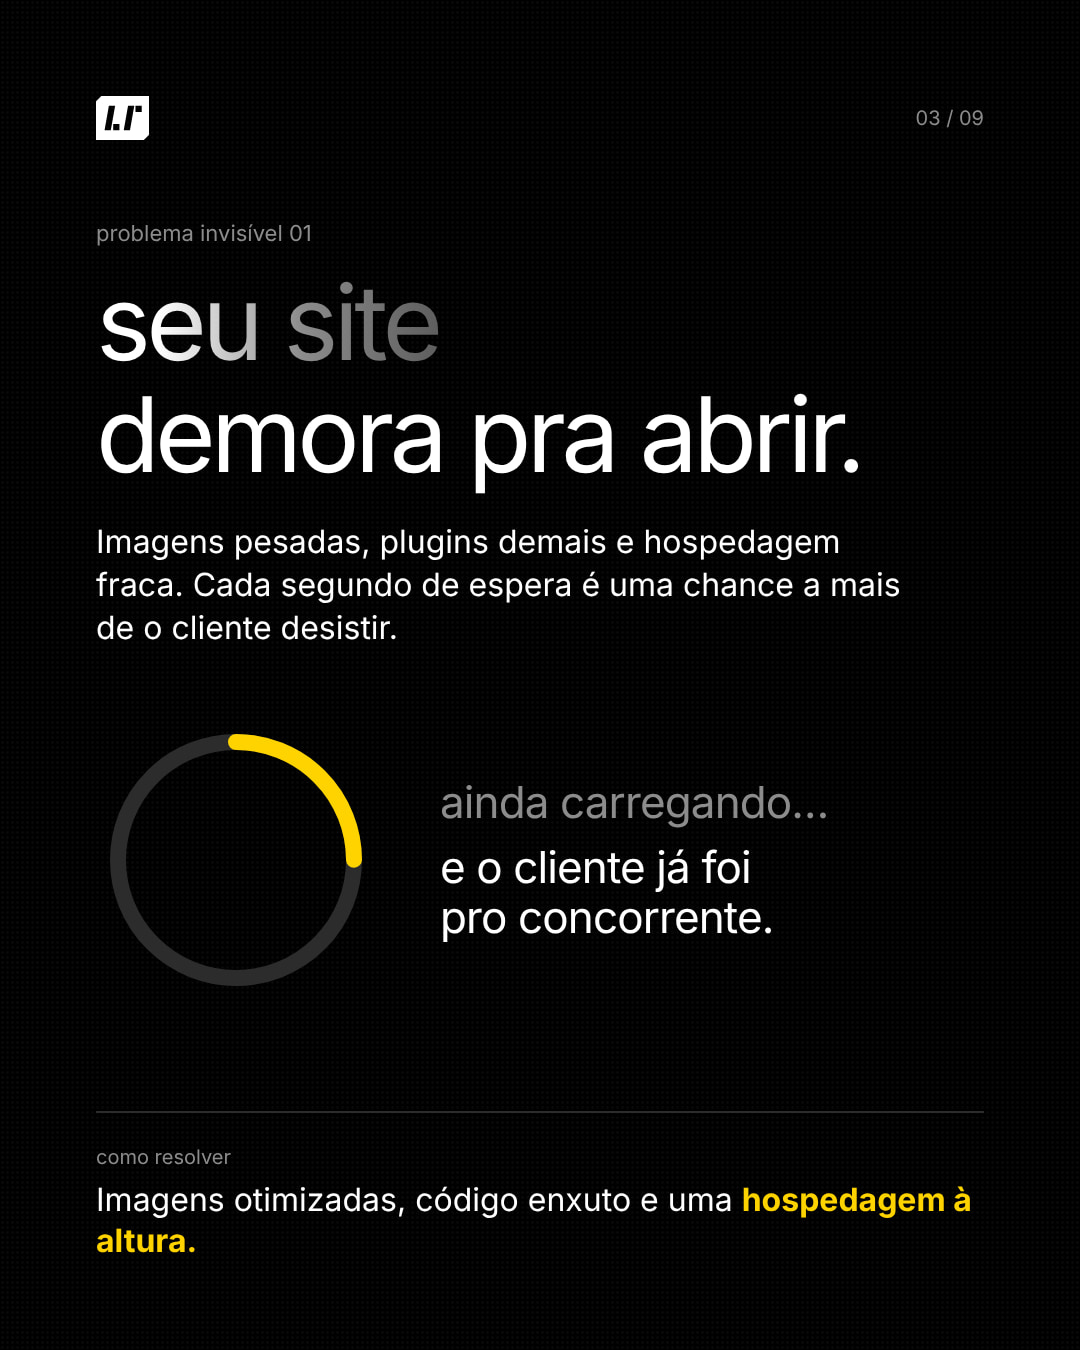 03 / 09
problema invisível 01
seu site
demora pra abrir.
Imagens pesadas, plugins demais e hospedagem
fraca. Cada segundo de espera é uma chance a mais
de o cliente desistir.
ainda carregando...
e o cliente já foi
pro concorrente.
como resolver
Imagens otimizadas, código enxuto e uma hospedagem à
altura.